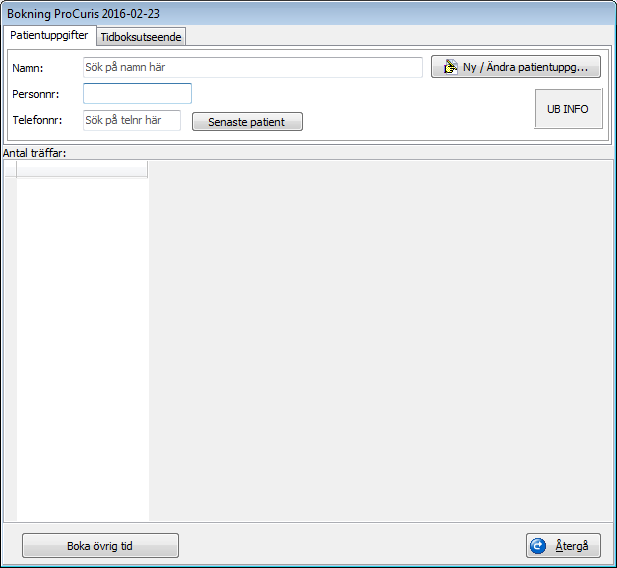 Bokning ProCuris 2016-02-23
Patientuppgifter Tidboksutseende
Namn: Sök på namn här Ny / Ändra patientuppg...
Personnr:
UB INFO
Telefonnr: Sök på telnr här Senaste patient
Antal träffar:
Boka övrig tid Återgå